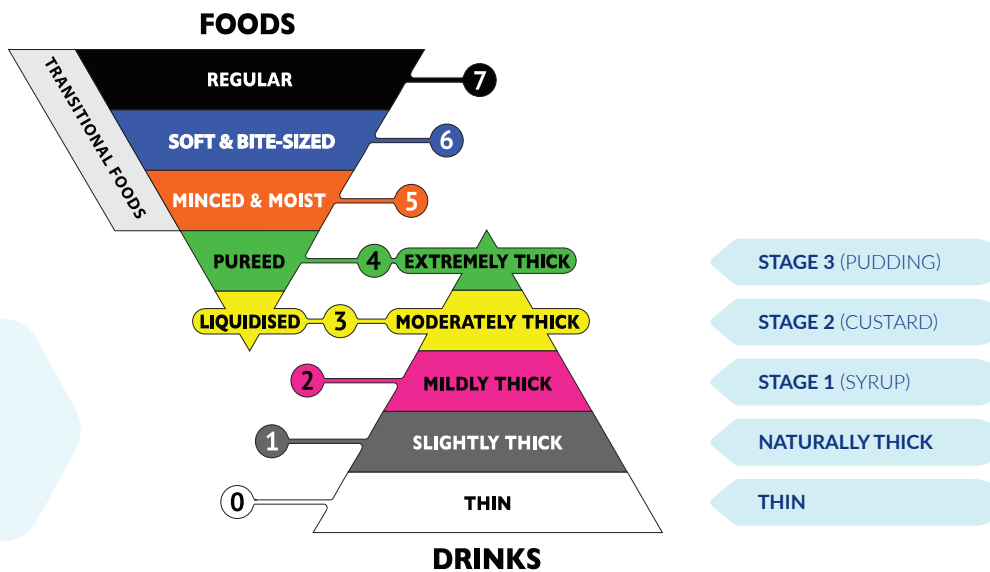 FOODS
TRANSITIONAL FOODS
REGULAR
7
SOFT & BITE-SIZED
6
MINCED & MOIST
5
PUREED
4
EXTREMELY THICK
STAGE 3 (PUDDING)
LIQUIDISED
3
MODERATELY THICK
STAGE 2 (CUSTARD)
2
MILDLY THICK
STAGE 1 (SYRUP)
1
SLIGHTLY THICK
NATURALLY THICK
0
THIN
THIN
DRINKS